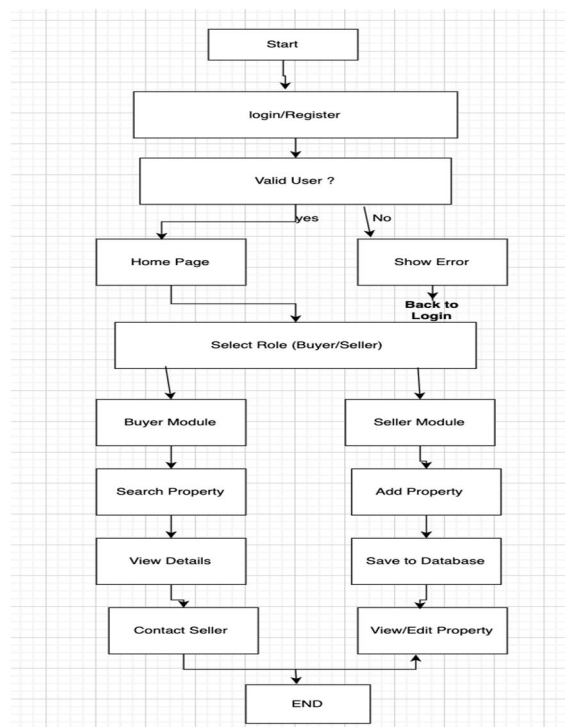 Start
login/Register
Valid User ?
yes
No
Home Page
Show Error
Back to
Login
Select Role (Buyer/Seller)
Buyer Module
Seller Module
Search Property
Add Property
View Details
Save to Database
Contact Seller
View/Edit Property
END